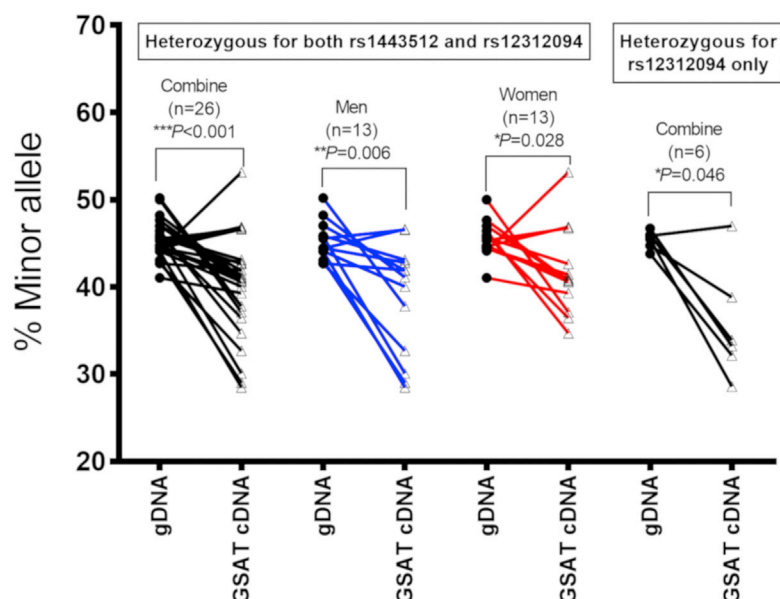 Heterozygous for both rs1443512 and rs12312094
Heterozygous for
rs12312094 only
Combine
(n=26)
***P<0.001
Men
(n=13)
**P=0.006
Women
(n=13)
*P=0.028
Combine
(n=6)
*P=0.046
% Minor allele
70
60
50
40
30
20
gDNA
GSAT cDNA
gDNA
GSAT cDNA
gDNA
GSAT cDNA
gDNA
GSAT cDNA